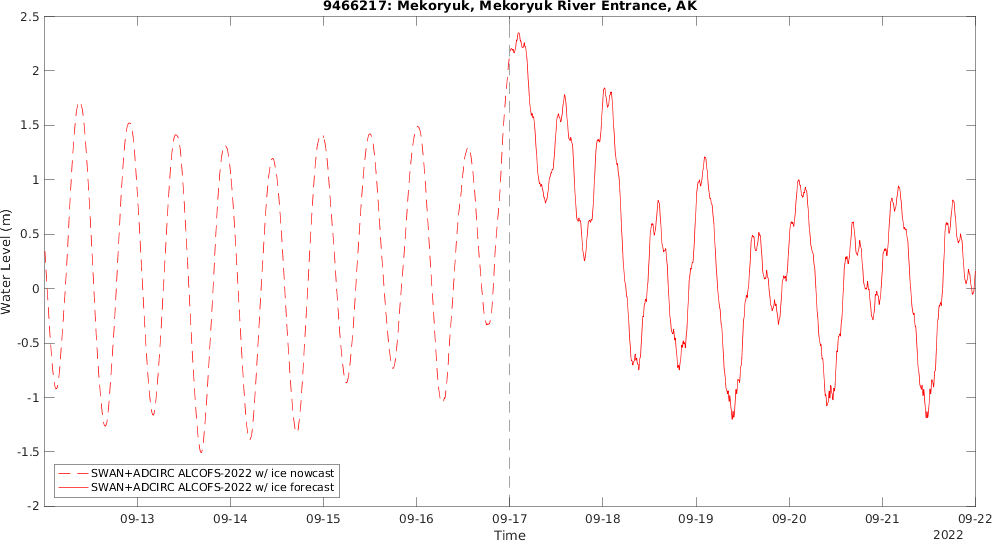 9466217: Mekoryuk, Mekoryuk River Entrance, AK
2.5
2
1.5
1
0.5
0
-0.5
-1
-1.5
-2
Water Level (m)
SWAN+ADCIRC ALCOFS-2022 w/ ice nowcast
SWAN+ADCIRC ALCOFS-2022 w/ ice forecast
09-13 09-14 09-15 09-16 09-17 09-18 09-19 09-20 09-21 09-22
Time
2022